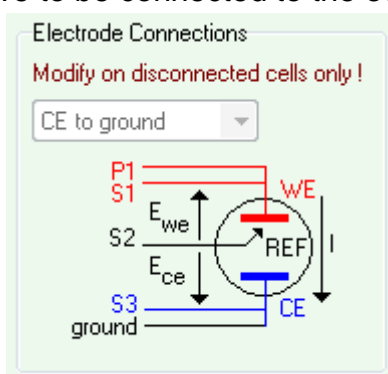 Electrode Connections
Modify on disconnected cells only !
CE to ground
P1
S1
WE
Ewe
S2
REF
I
Ece
S3
CE
ground